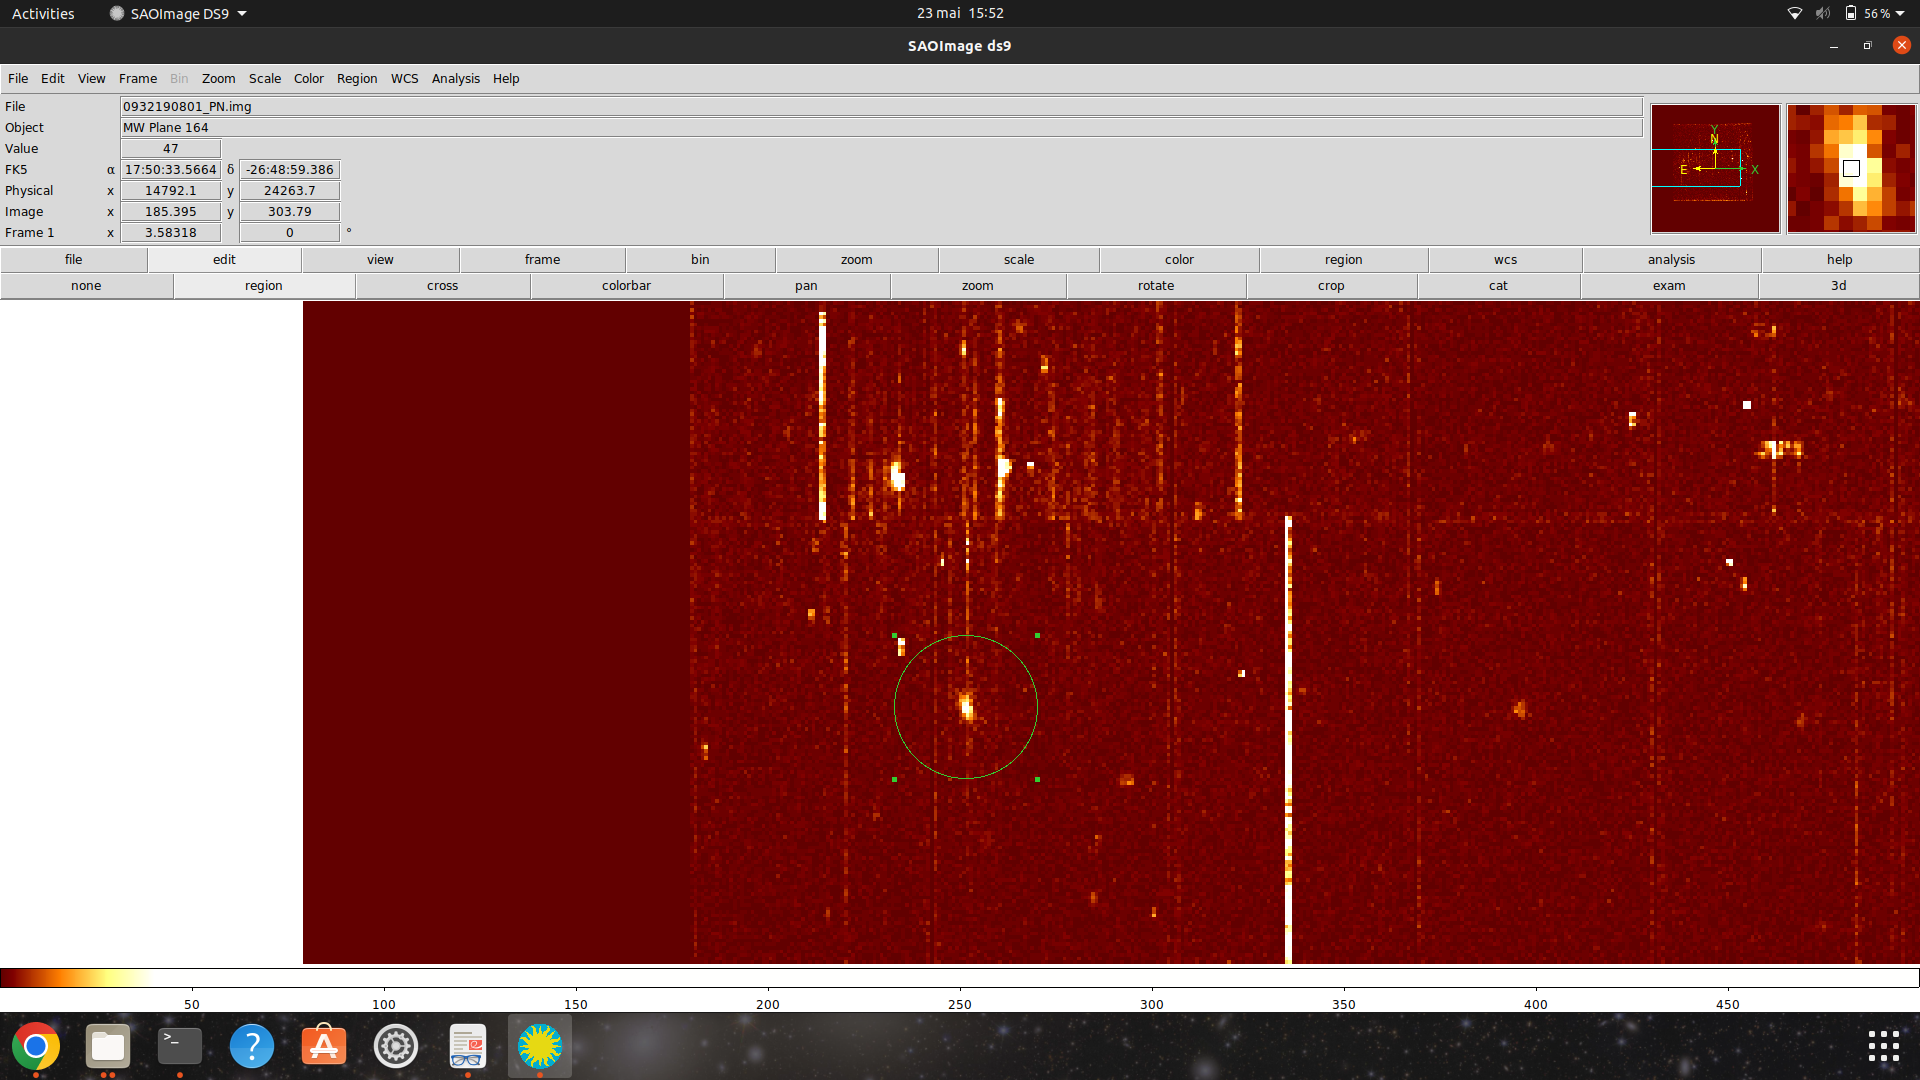 Activities SAOImage DS9 23 mai 15:52 56 %
SAOImage ds9
File Edit View Frame Bin Zoom Scale Color Region WCS Analysis Help
File 0932190801_PN.img
Object MW Plane 164
Value 47
FK5 α 17:50:33.5664 δ -26:48:59.386
Physical x 14792.1 y 24263.7
Image x 185.395 y 303.79
Frame 1 x 3.58318 0 °
Y
N
E X
file edit view frame bin zoom scale color region wcs analysis help
none region cross colorbar pan zoom rotate crop cat exam 3d
50 100 150 200 250 300 350 400 450
>_ ? A